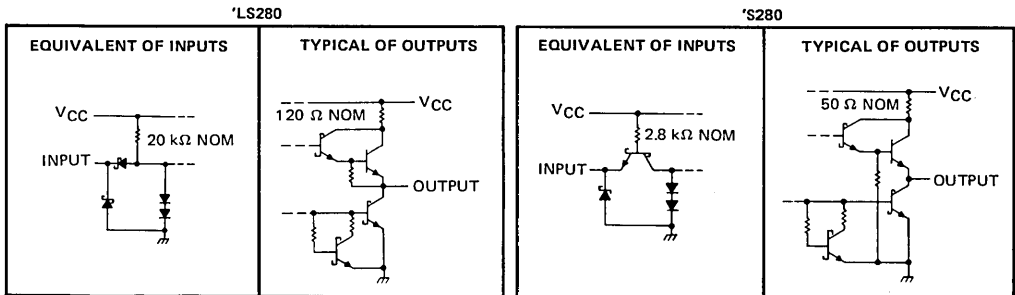 'LS280
EQUIVALENT OF INPUTS
TYPICAL OF OUTPUTS
VCC
20 kΩ NOM
INPUT
VCC
120 Ω NOM
OUTPUT
'S280
EQUIVALENT OF INPUTS
TYPICAL OF OUTPUTS
VCC
2.8 kΩ NOM
INPUT
VCC
50 Ω NOM
OUTPUT